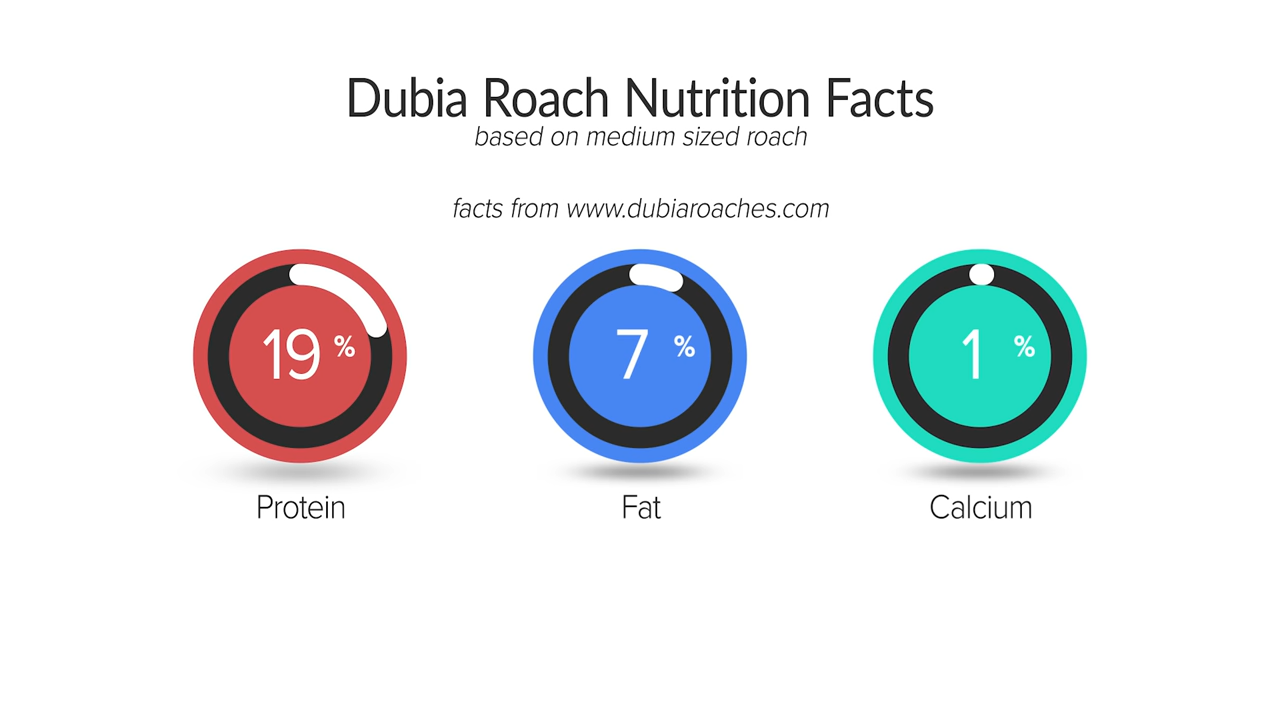 Dubia Roach Nutrition Facts
based on medium sized roach
facts from www.dubiaroaches.com
19 %
7 %
1 %
Protein
Fat
Calcium